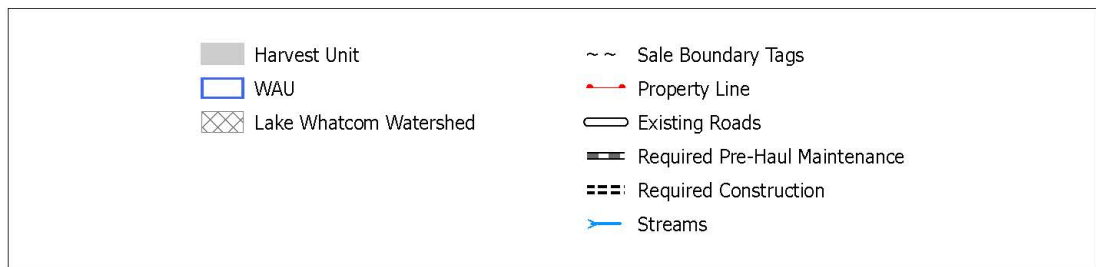 Harvest Unit
WAU
Lake Whatcom Watershed
Sale Boundary Tags
Property Line
Existing Roads
Required Pre-Haul Maintenance
Required Construction
Streams